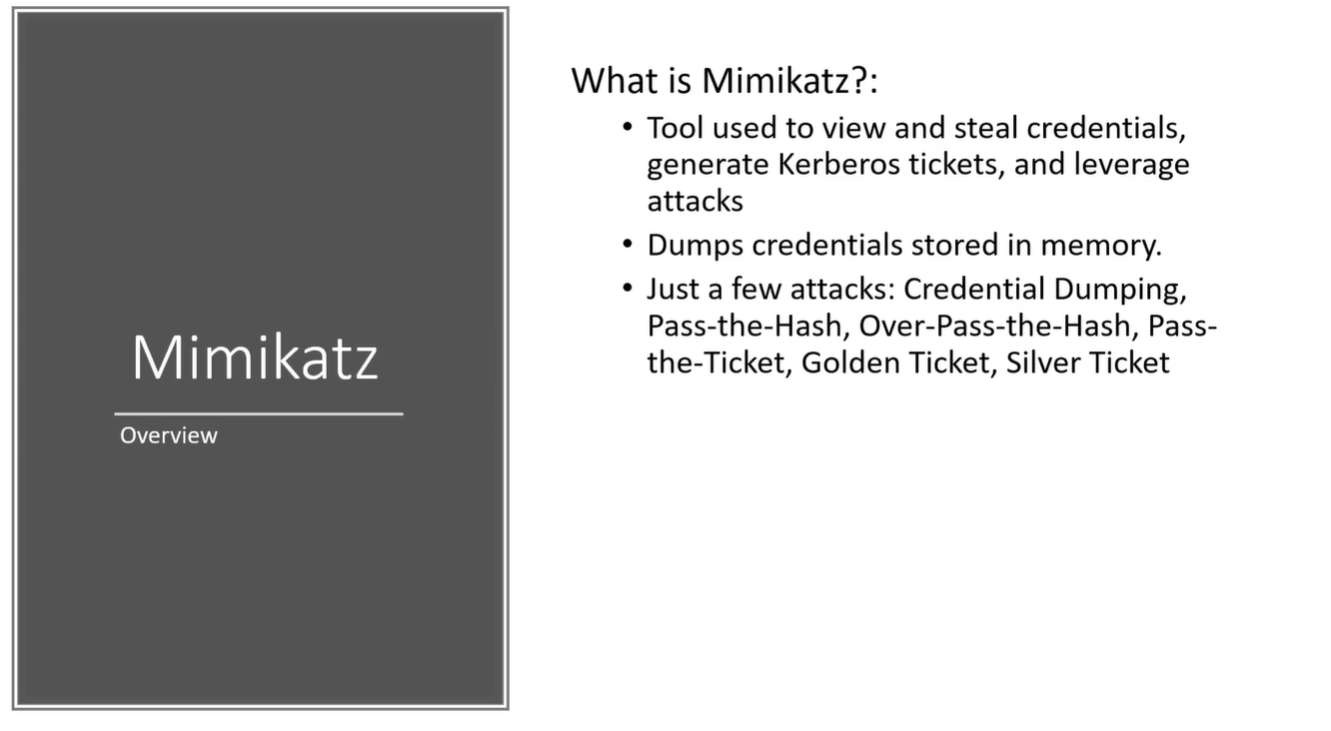 Mimikatz
Overview
What is Mimikatz?:
• Tool used to view and steal credentials,
generate Kerberos tickets, and leverage
attacks
• Dumps credentials stored in memory.
• Just a few attacks: Credential Dumping,
Pass-the-Hash, Over-Pass-the-Hash, Pass-
the-Ticket, Golden Ticket, Silver Ticket